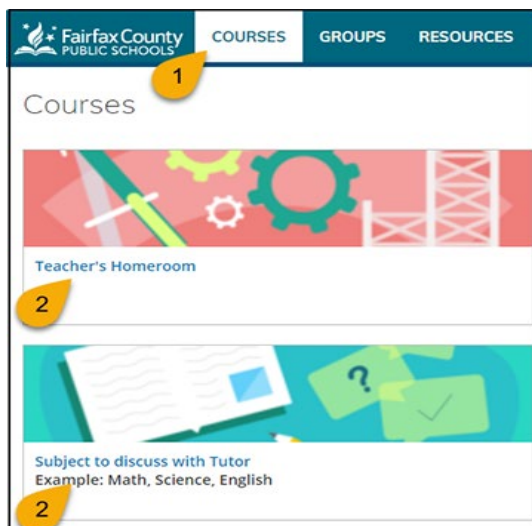 Fairfax County
PUBLIC SCHOOLS
COURSES
GROUPS
RESOURCES
1
Courses
Teacher's Homeroom
2
?
Subject to discuss with Tutor
Example: Math, Science, English
2